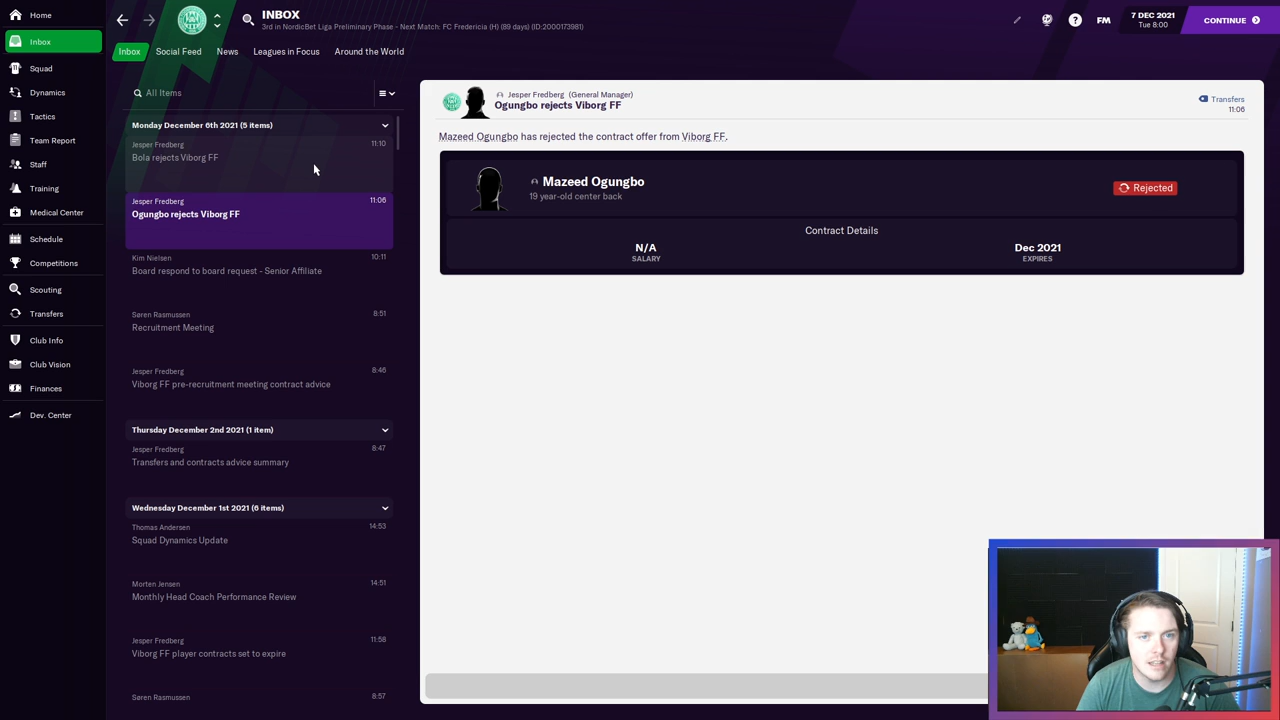 Home
Inbox
Squad
Dynamics
Tactics
Team Report
Staff
Training
Medical Center
Schedule
Competitions
Scouting
Transfers
Club Info
Club Vision
Finances
Dev. Center
INBOX
3rd in NordicBet Liga Preliminary Phase - Next Match: FC Fredericia (H) (89 days) (ID:2000173981)
FM
7 DEC 2021
Tue 8:00
CONTINUE
Inbox
Social Feed
News
Leagues in Focus
Around the World
All Items
Monday December 6th 2021 (5 items)
Jesper Fredberg 11:10
Bola rejects Viborg FF
Jesper Fredberg 11:06
Ogungbo rejects Viborg FF
Kim Nielsen 10:11
Board respond to board request - Senior Affiliate
Søren Rasmussen 8:51
Recruitment Meeting
Jesper Fredberg 8:46
Viborg FF pre-recruitment meeting contract advice
Thursday December 2nd 2021 (1 item)
Jesper Fredberg 8:47
Transfers and contracts advice summary
Wednesday December 1st 2021 (6 items)
Thomas Andersen 14:53
Squad Dynamics Update
Morten Jensen 14:51
Monthly Head Coach Performance Review
Jesper Fredberg 11:58
Viborg FF player contracts set to expire
Søren Rasmussen 8:57
Jesper Fredberg (General Manager)
Ogungbo rejects Viborg FF
Transfers
11:06
Mazeed Ogungbo has rejected the contract offer from Viborg FF.
Mazeed Ogungbo
19 year-old center back
Rejected
Contract Details
N/A
SALARY
Dec 2021
EXPIRES